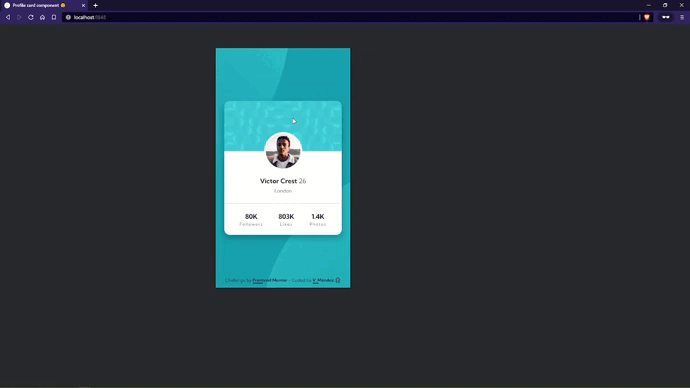 Profile card component
localhost:8848
Victor Crest 26
London
80K 803K 1.4K
Followers Likes Photos
Challenge by Frontend Mentor - Coded by V. Mendez